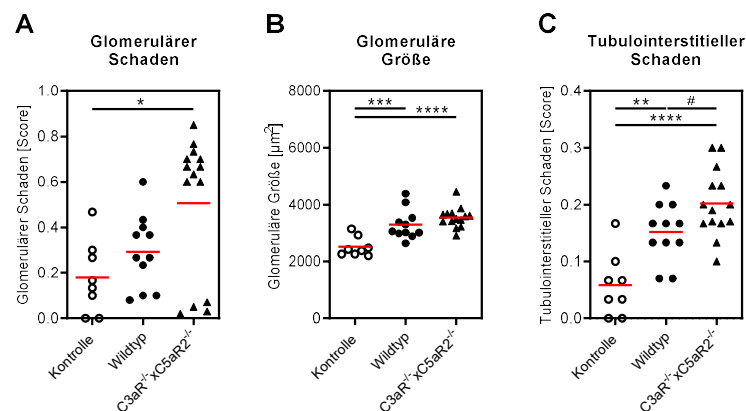 A
Glomerulärer
Schaden
Glomerulärer Schaden [Score]
1.0
0.8
0.6
0.4
0.2
0.0
*
Kontrolle
Wildtyp
C3aR-/-xC5aR2-/-
B
Glomeruläre
Größe
Glomeruläre Größe [µm²]
8000
6000
4000
2000
0
***
****
Kontrolle
Wildtyp
C3aR-/-xC5aR2-/-
C
Tubulointerstitieller
Schaden
Tubulointerstitieller Schaden [Score]
0.4
0.3
0.2
0.1
0.0
** #
****
Kontrolle
Wildtyp
C3aR-/-xC5aR2-/-